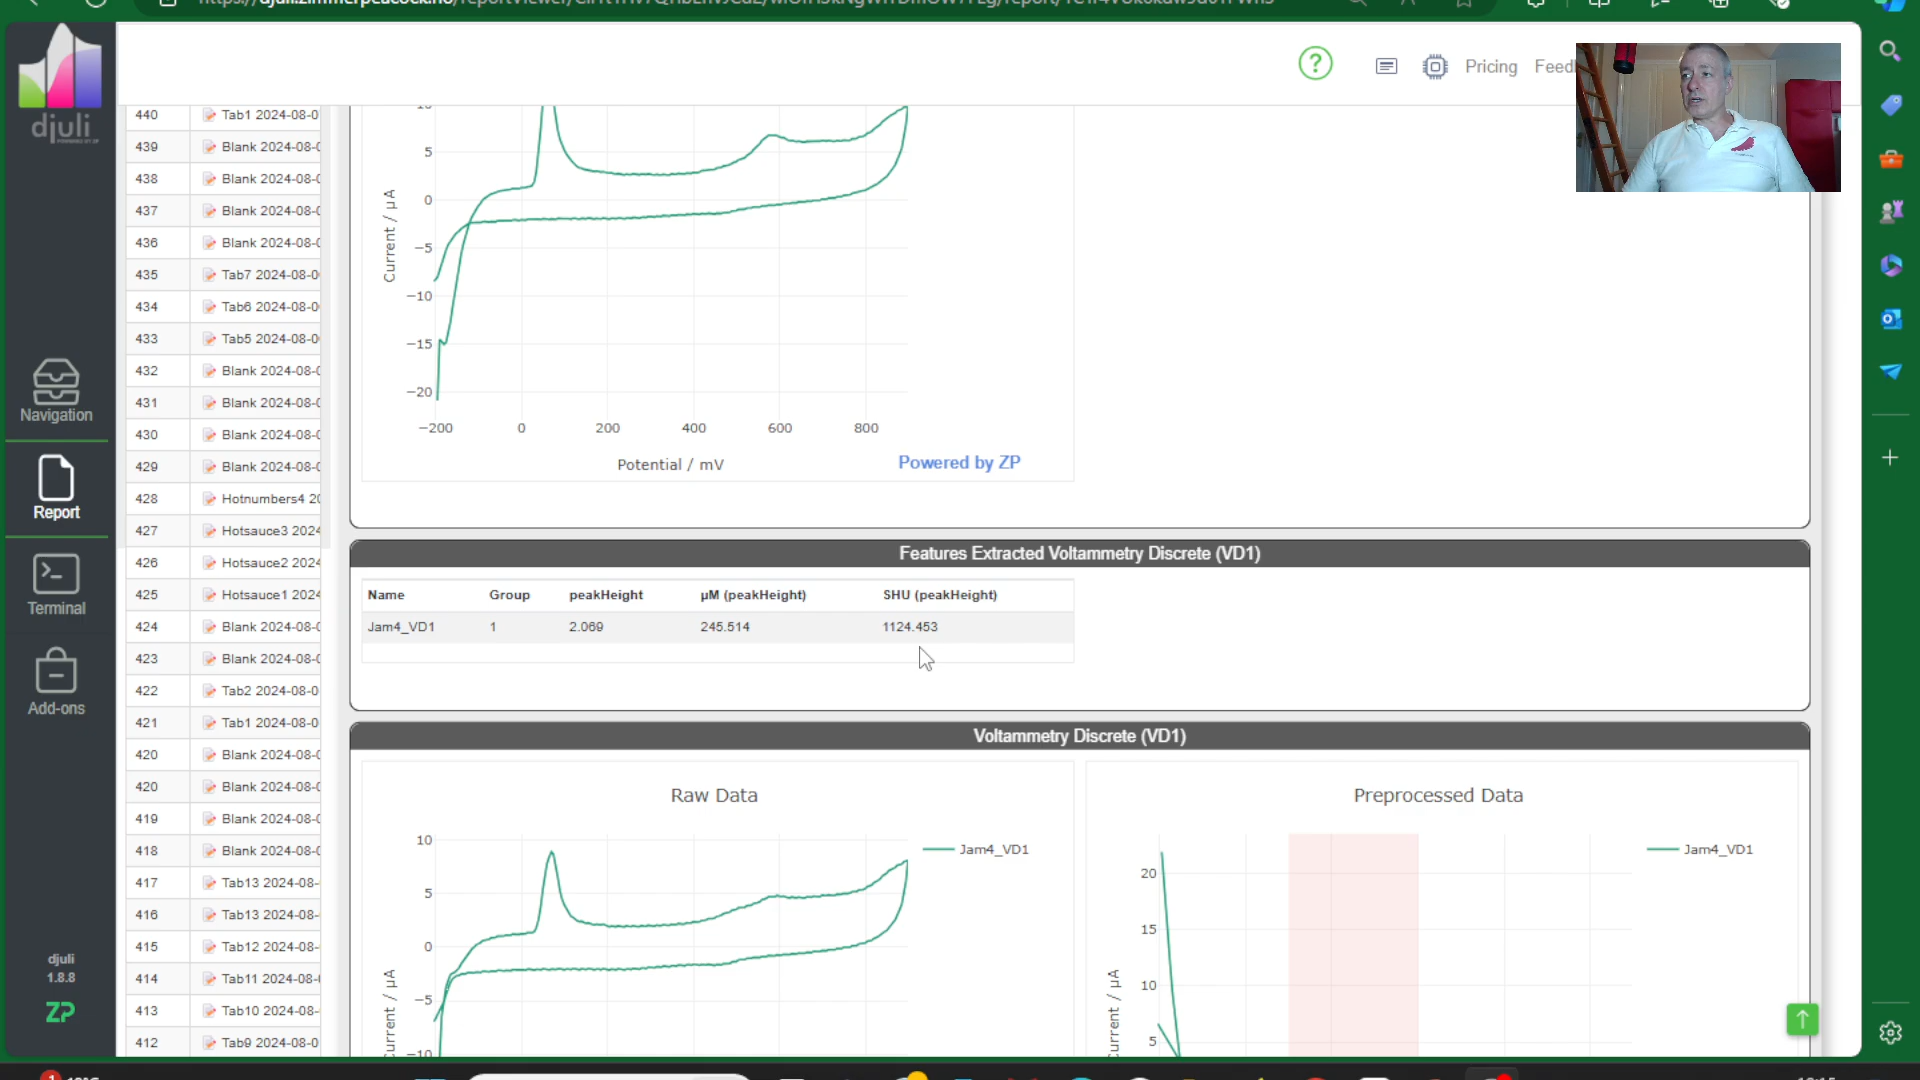 djuli
Pricing
440 Tab1 2024-08-0
439 Blank 2024-08-0
438 Blank 2024-08-0
437 Blank 2024-08-0
436 Blank 2024-08-0
435 Tab7 2024-08-0
434 Tab6 2024-08-0
433 Tab5 2024-08-0
432 Blank 2024-08-0
431 Blank 2024-08-0
430 Blank 2024-08-0
429 Blank 2024-08-0
428 Hotnumbers4 20
427 Hotsauce3 2024
426 Hotsauce2 2024
425 Hotsauce1 2024
424 Blank 2024-08-0
423 Blank 2024-08-0
422 Tab2 2024-08-0
421 Tab1 2024-08-0
420 Blank 2024-08-0
420 Blank 2024-08-0
419 Blank 2024-08-0
418 Blank 2024-08-0
417 Tab13 2024-08-
416 Tab13 2024-08-
415 Tab12 2024-08-
414 Tab11 2024-08-
413 Tab10 2024-08-
412 Tab9 2024-08-0
Navigation
Report
Terminal
Add-ons
djuli
1.8.8
ZP
5
0
−5
−10
−15
−20
Current / µA
−200 0 200 400 600 800
Potential / mV
Powered by ZP
Features Extracted Voltammetry Discrete (VD1)
Name Group peakHeight µM (peakHeight) SHU (peakHeight)
Jam4_VD1 1 2.069 245.514 1124.453
Voltammetry Discrete (VD1)
Raw Data
10
5
0
−5
−10
Current / µA
Jam4_VD1
Preprocessed Data
20
15
10
5
Current / µA
Jam4_VD1